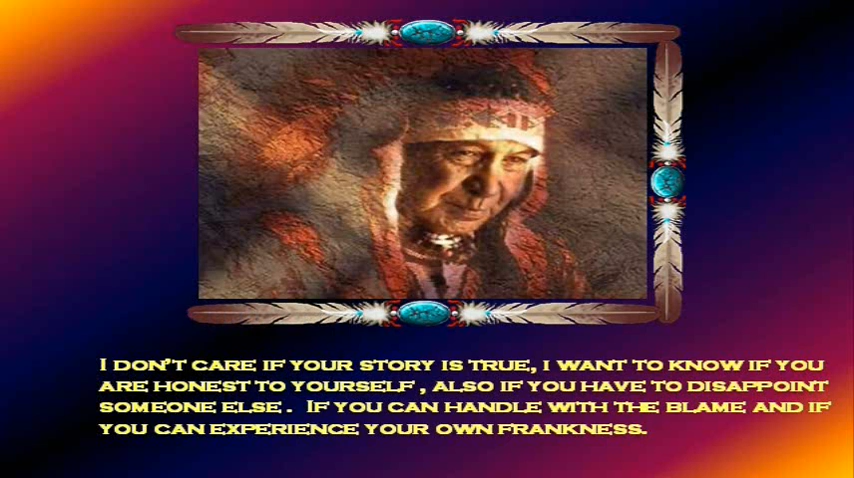 I don't care if your story is true, i want to know if you
are honest to yourself , also if you have to disappoint
someone else .  If you can handle with the blame and if
you can experience your own frankness.